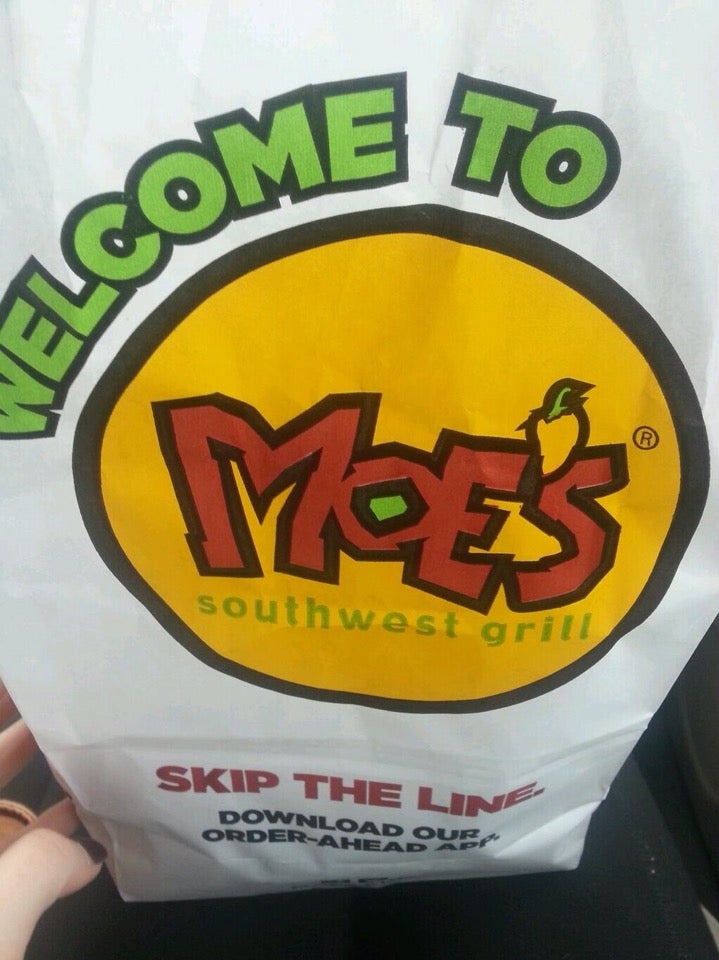 WELCOME TO
MOE'S
®
southwest grill
SKIP THE LINE.
DOWNLOAD OUR
ORDER-AHEAD APP.